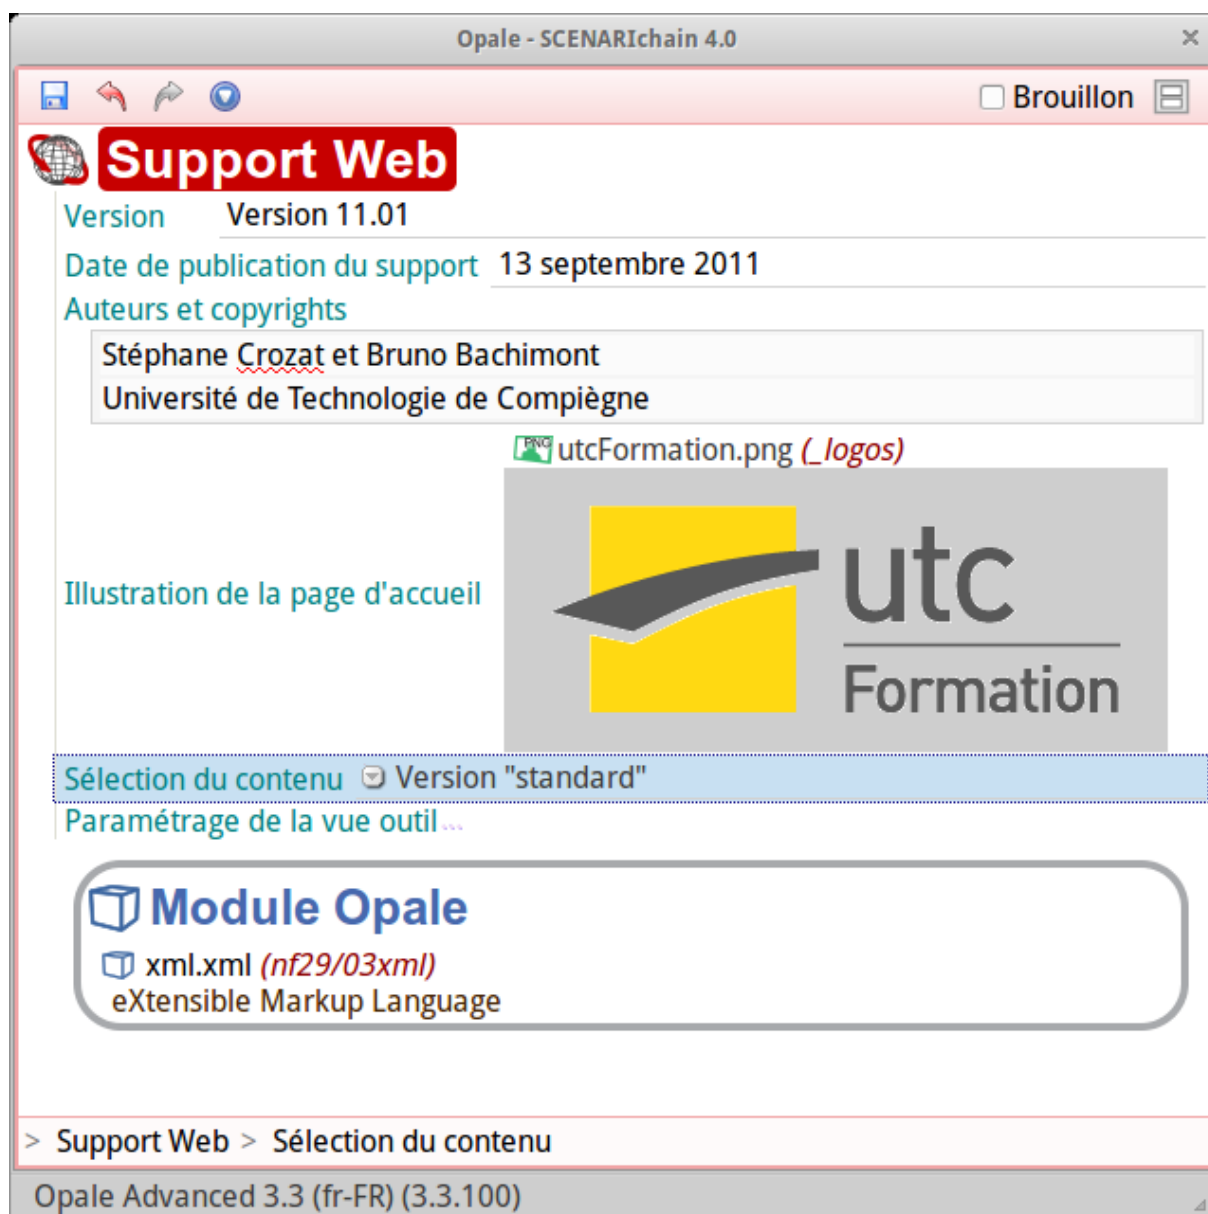 Opale - SCENARIchain 4.0
Brouillon
Support Web
Version Version 11.01
Date de publication du support 13 septembre 2011
Auteurs et copyrights
Stéphane Crozat et Bruno Bachimont
Université de Technologie de Compiègne
PNG utcFormation.png (_logos)
Illustration de la page d'accueil
utc
Formation
Sélection du contenu Version "standard"
Paramétrage de la vue outil...
Module Opale
xml.xml (nf29/03xml)
eXtensible Markup Language
> Support Web > Sélection du contenu
Opale Advanced 3.3 (fr-FR) (3.3.100)